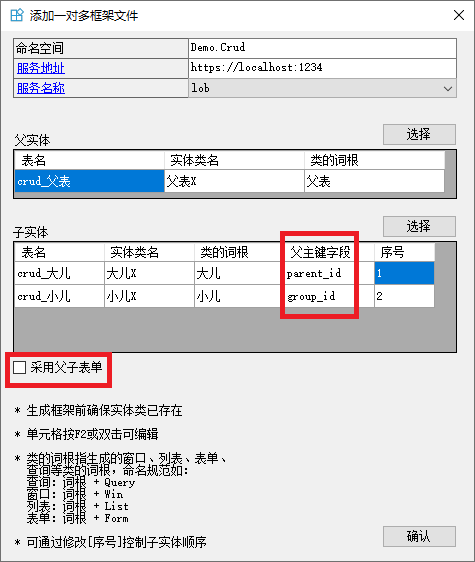 添加一对多框架文件
命名空间 Demo.Crud
服务地址 https://localhost:1234
服务名称 lob
父实体 选择
表名 实体类名 类的词根
crud_父表 父表X 父表
子实体 选择
表名 实体类名 类的词根 父主键字段 序号
crud_大儿 大儿X 大儿 parent_id 1
crud_小儿 小儿X 小儿 group_id 2
采用父子表单
* 生成框架前确保实体类已存在
* 单元格按F2或双击可编辑
* 类的词根指生成的窗口、列表、表单、
查询等类的词根，命名规范如：
查询：词根 + Query
窗口：词根 + Win
列表：词根 + List
表单：词根 + Form
* 可通过修改[序号]控制子实体顺序
确认